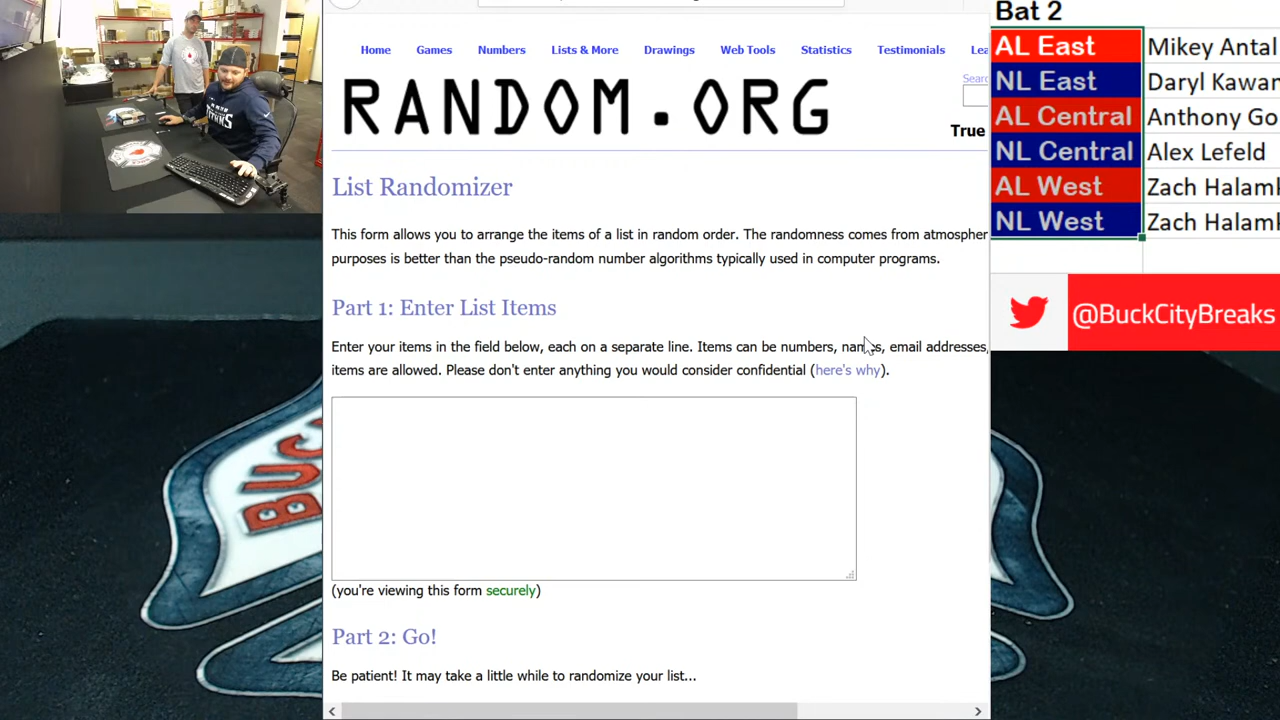 Home Games Numbers Lists & More Drawings Web Tools Statistics Testimonials
RANDOM.ORG
True
List Randomizer
This form allows you to arrange the items of a list in random order. The randomness comes from
purposes is better than the pseudo-random number algorithms typically used in computer programs.
Part 1: Enter List Items
Enter your items in the field below, each on a separate line. Items can be numbers, names, email addresses,
items are allowed. Please don't enter anything you would consider confidential (here's why).
(you're viewing this form securely)
Part 2: Go!
Be patient! It may take a little while to randomize your list...
Bat 2
AL East Mikey Antal
NL East Daryl Kawan
AL Central Anthony Go
NL Central Alex Lefeld
AL West Zach Halamk
NL West Zach Halamk
@BuckCityBreaks
TITANS
BUC